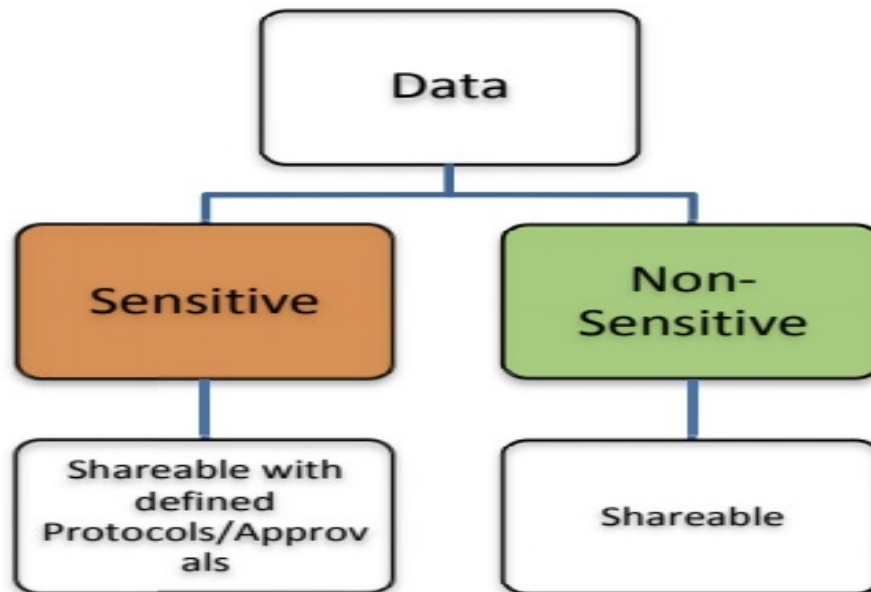 Data
Sensitive
Non-
Sensitive
Shareable with
defined
Protocols/Approv
als
Shareable